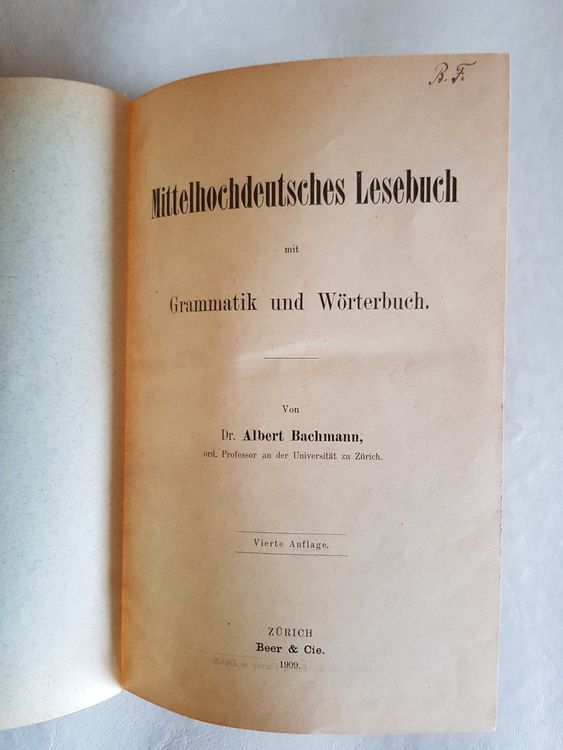 B. F.
Mittelhochdeutsches Lesebuch
mit
Grammatik und Wörterbuch.
Von
Dr. Albert Bachmann,
ord. Professor an der Universität zu Zürich.
Vierte Auflage.
ZÜRICH
Beer & Cie.
1909.